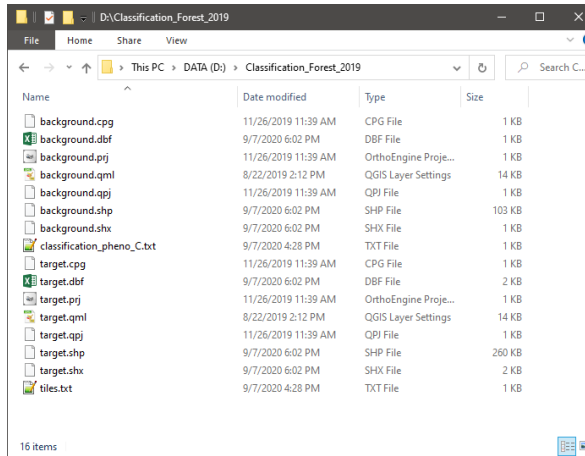 D:\Classification_Forest_2019
File Home Share View
This PC > DATA (D:) > Classification_Forest_2019 Search C...
Name Date modified Type Size
background.cpg 11/26/2019 11:39 AM CPG File 1 KB
background.dbf 9/7/2020 6:02 PM DBF File 1 KB
background.prj 11/26/2019 11:39 AM OrthoEngine Proje... 1 KB
background.qml 8/22/2019 2:12 PM QGIS Layer Settings 14 KB
background.qpj 11/26/2019 11:39 AM QPJ File 1 KB
background.shp 9/7/2020 6:02 PM SHP File 103 KB
background.shx 9/7/2020 6:02 PM SHX File 1 KB
classification_pheno_C.txt 9/7/2020 4:28 PM TXT File 1 KB
target.cpg 11/26/2019 11:39 AM CPG File 1 KB
target.dbf 9/7/2020 6:02 PM DBF File 2 KB
target.prj 11/26/2019 11:39 AM OrthoEngine Proje... 1 KB
target.qml 8/22/2019 2:12 PM QGIS Layer Settings 14 KB
target.qpj 11/26/2019 11:39 AM QPJ File 1 KB
target.shp 9/7/2020 6:02 PM SHP File 260 KB
target.shx 9/7/2020 6:02 PM SHX File 2 KB
tiles.txt 9/7/2020 4:28 PM TXT File 1 KB
16 items